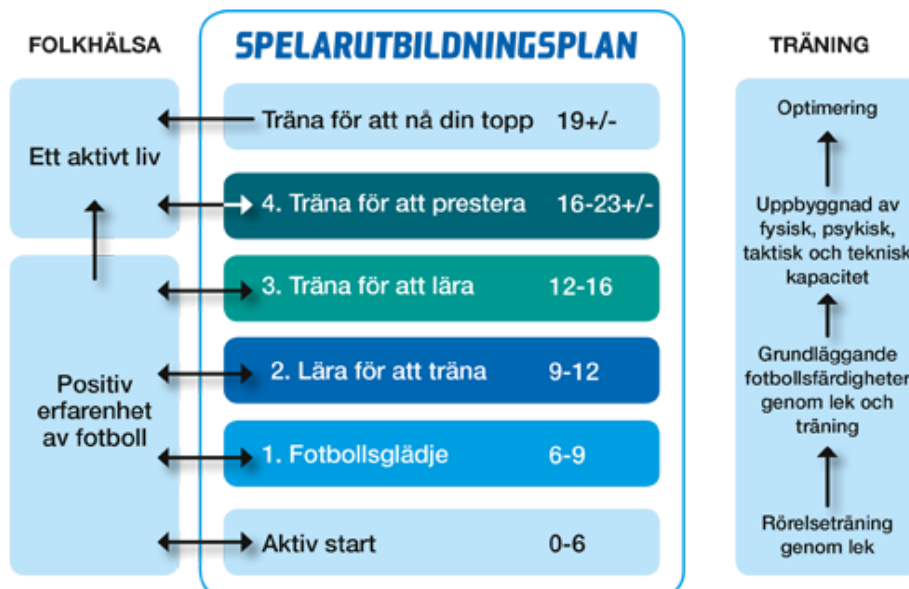 FOLKHÄLSA
Ett aktivt liv
Positiv
erfarenhet
av fotboll
SPELARUTBILDNINGSPLAN
Träna för att nå din topp 19+/-
4. Träna för att prestera 16-23+/-
3. Träna för att lära 12-16
2. Lära för att träna 9-12
1. Fotbollsglädje 6-9
Aktiv start 0-6
TRÄNING
Optimering
Uppbyggnad av
fysisk, psykisk,
taktisk och teknisk
kapacitet
Grundläggande
fotbollsfärdigheter
genom lek och
träning
Rörelseträning
genom lek